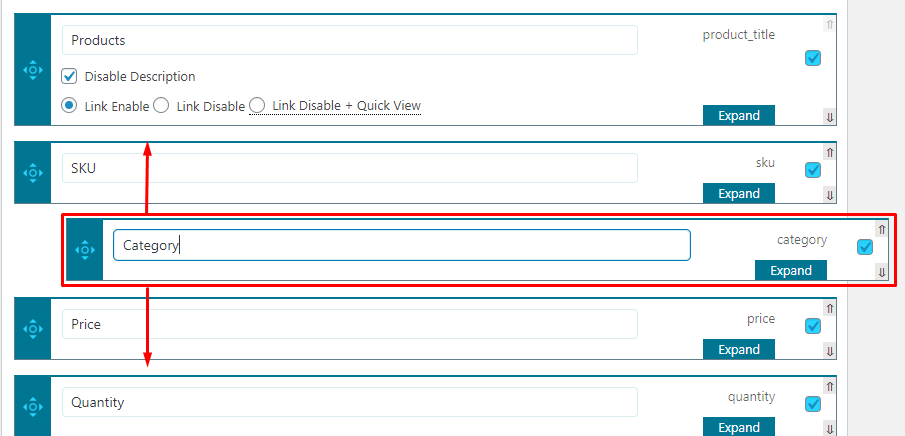 Products
product_title
Disable Description
Link Enable Link Disable Link Disable + Quick View
Expand
SKU
sku
Expand
Category
category
Expand
Price
price
Expand
Quantity
quantity
Expand